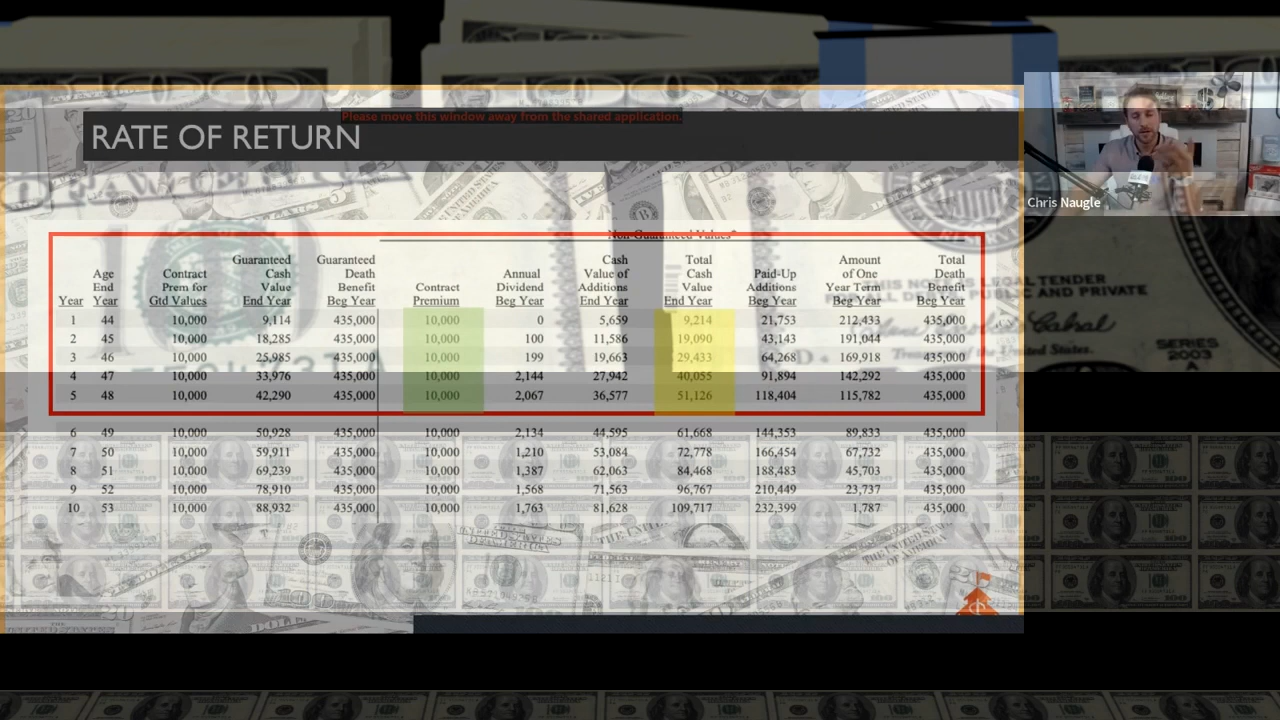 Please move this window away from the shared application.
RATE OF RETURN
Chris Naugle
Non-Guaranteed Values*
Guaranteed Guaranteed Cash Total Amount Total
Age Contract Cash Death Annual Value of Cash Paid-Up of One Death
End Prem for Value Benefit Contract Dividend Additions Value Additions Year Term Benefit
Year Year Gtd Values End Year Beg Year Premium Beg Year End Year End Year Beg Year Beg Year Beg Year
1 44 10,000 9,114 435,000 10,000 0 5,659 9,214 21,753 212,433 435,000
2 45 10,000 18,285 435,000 10,000 100 11,586 19,090 43,143 191,044 435,000
3 46 10,000 25,985 435,000 10,000 199 19,663 29,433 64,268 169,918 435,000
4 47 10,000 33,976 435,000 10,000 2,144 27,942 40,055 91,894 142,292 435,000
5 48 10,000 42,290 435,000 10,000 2,067 36,577 51,126 118,404 115,782 435,000
6 49 10,000 50,928 435,000 10,000 2,134 44,595 61,668 144,353 89,833 435,000
7 50 10,000 59,911 435,000 10,000 1,210 53,084 72,778 166,454 67,732 435,000
8 51 10,000 69,239 435,000 10,000 1,387 62,063 84,468 188,483 45,703 435,000
9 52 10,000 78,910 435,000 10,000 1,568 71,563 96,767 210,449 23,737 435,000
10 53 10,000 88,932 435,000 10,000 1,763 81,628 109,717 232,399 1,787 435,000
LEGAL TENDER
PUBLIC AND PRIVATE
Cabral
SERIES
2003
A